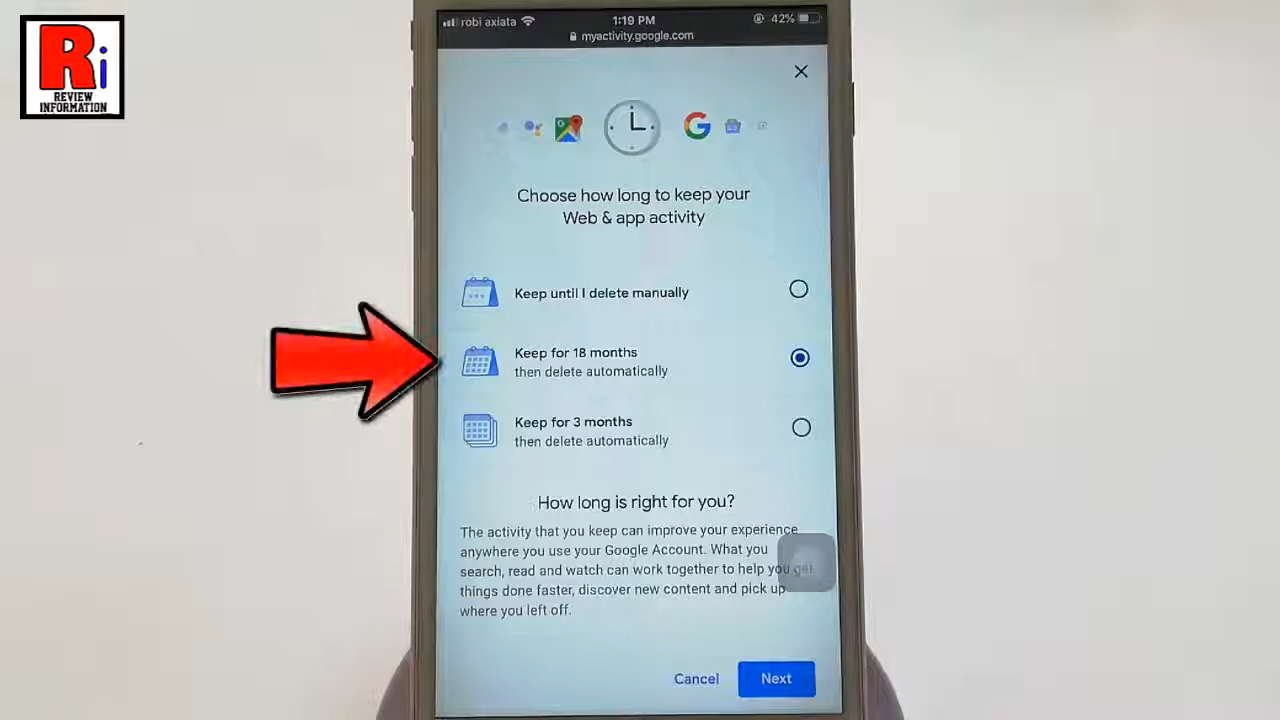 Ri
REVIEW
INFORMATION
robi axiata
1:19 PM
42%
myactivity.google.com
Choose how long to keep your
Web & app activity
Keep until I delete manually
Keep for 18 months
then delete automatically
Keep for 3 months
then delete automatically
How long is right for you?
The activity that you keep can improve your experience
anywhere you use your Google Account. What you
search, read and watch can work together to help you get
things done faster, discover new content and pick up
where you left off.
Cancel
Next